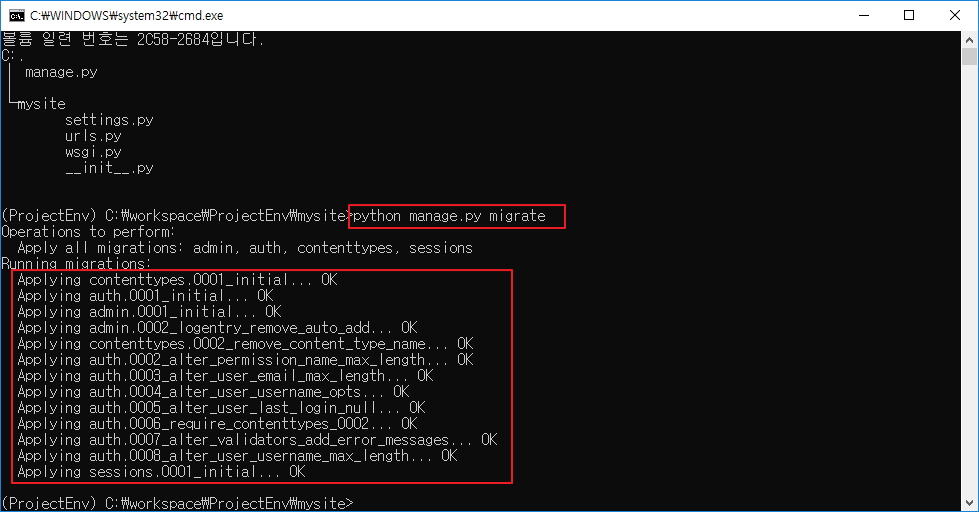 C:₩WINDOWS₩system32₩cmd.exe
볼륨 일련 번호는 2C58-2684입니다.
C:.
│  manage.py
│
└─mysite
        settings.py
        urls.py
        wsgi.py
        __init__.py
(ProjectEnv) C:₩workspace₩ProjectEnv₩mysite>python manage.py migrate
Operations to perform:
  Apply all migrations: admin, auth, contenttypes, sessions
Running migrations:
  Applying contenttypes.0001_initial... OK
  Applying auth.0001_initial... OK
  Applying admin.0001_initial... OK
  Applying admin.0002_logentry_remove_auto_add... OK
  Applying contenttypes.0002_remove_content_type_name... OK
  Applying auth.0002_alter_permission_name_max_length... OK
  Applying auth.0003_alter_user_email_max_length... OK
  Applying auth.0004_alter_user_username_opts... OK
  Applying auth.0005_alter_user_last_login_null... OK
  Applying auth.0006_require_contenttypes_0002... OK
  Applying auth.0007_alter_validators_add_error_messages... OK
  Applying auth.0008_alter_user_username_max_length... OK
  Applying sessions.0001_initial... OK
(ProjectEnv) C:₩workspace₩ProjectEnv₩mysite>